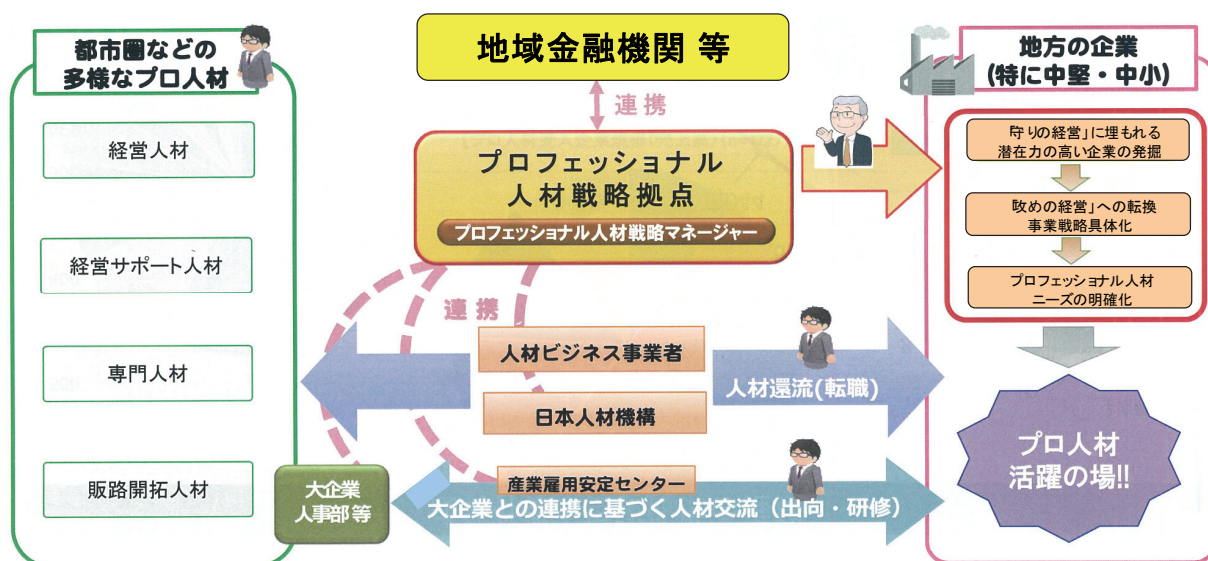 都市圏などの
多様なプロ人材
経営人材
経営サポート人材
専門人材
販路開拓人材
大企業
人事部等
地域金融機関 等
連携
プロフェッショナル
人材戦略拠点
プロフェッショナル人材戦略マネージャー
連携
人材ビジネス事業者
日本人材機構
人材還流(転職)
産業雇用安定センター
大企業との連携に基づく人材交流（出向・研修）
地方の企業
(特に中堅・中小)
「守りの経営」に埋もれる
潜在力の高い企業の発掘
「攻めの経営」への転換
事業戦略具体化
プロフェッショナル人材
ニーズの明確化
プロ人材
活躍の場!!